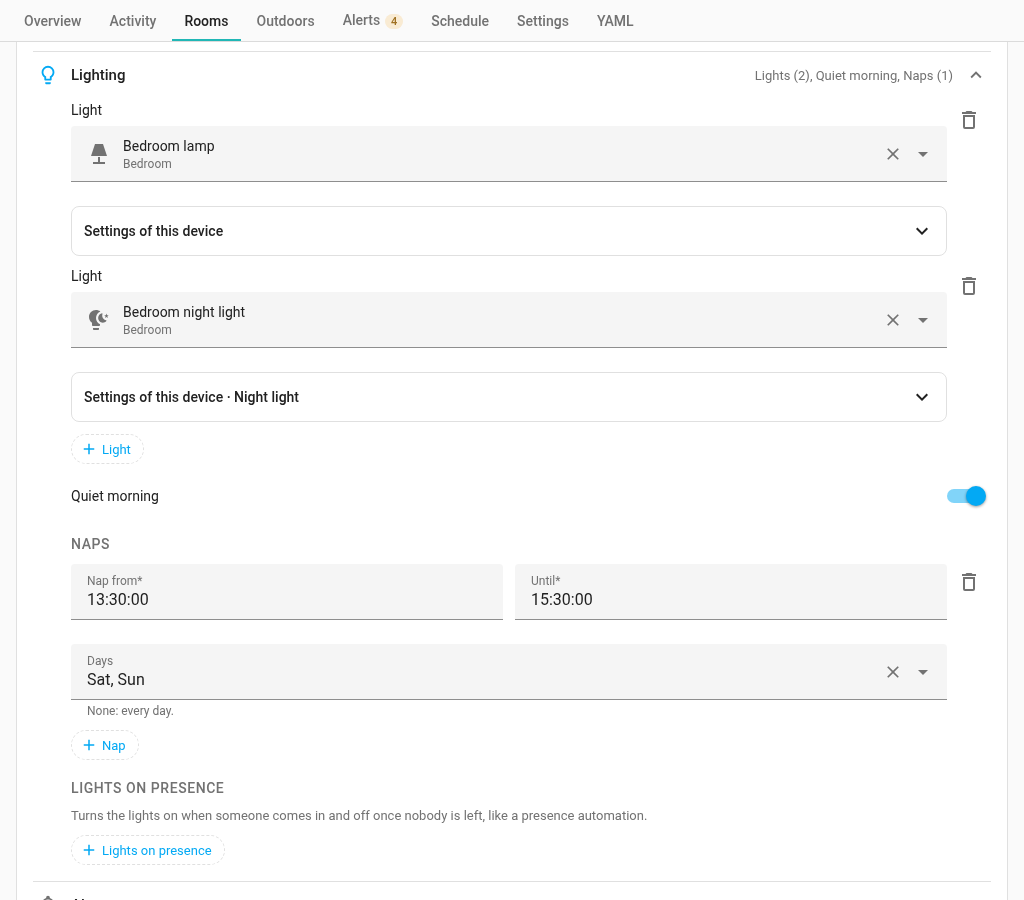 Overview Activity Rooms Outdoors Alerts 4 Schedule Settings YAML
Lighting Lights (2), Quiet morning, Naps (1)
Light
Bedroom lamp
Bedroom
Settings of this device
Light
Bedroom night light
Bedroom
Settings of this device · Night light
+ Light
Quiet morning
NAPS
Nap from* Until*
13:30:00 15:30:00
Days
Sat, Sun
None: every day.
+ Nap
LIGHTS ON PRESENCE
Turns the lights on when someone comes in and off once nobody is left, like a presence automation.
+ Lights on presence